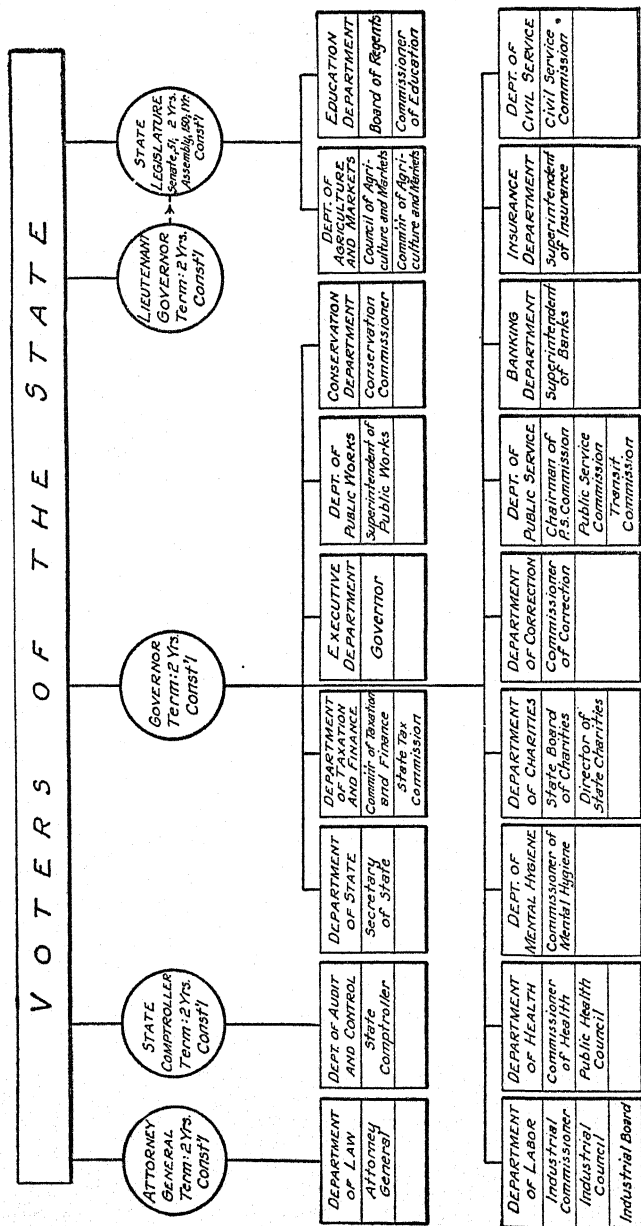 VOTERS OF THE STATE
ATTORNEY
GENERAL
Term: 2 Yrs.
Const'l
STATE
COMPTROLLER
Term: 2 Yrs.
Const'l
GOVERNOR
Term: 2 Yrs.
Const'l
LIEUTENANT
GOVERNOR
Term: 2 Yrs.
Const'l
STATE
LEGISLATURE
Senate, 51, 2 Yrs.
Assembly, 150, 1 Yr.
Const'l
DEPARTMENT
OF LAW
Attorney
General
DEPT. OF AUDIT
AND CONTROL
State
Comptroller
DEPARTMENT
OF STATE
Secretary
of State
DEPARTMENT
OF TAXATION
AND FINANCE
Commi'r of Taxation
and Finance
State Tax
Commission
EXECUTIVE
DEPARTMENT
Governor
DEPT. OF
PUBLIC WORKS
Superintendent of
Public Works
CONSERVATION
DEPARTMENT
Conservation
Commissioner
DEPT. OF
AGRICULTURE
AND MARKETS
Council of Agri-
culture and Markets
Commi'r of Agri-
culture and Markets
EDUCATION
DEPARTMENT
Board of Regents
Commissioner
of Education
DEPARTMENT
OF LABOR
Industrial
Commissioner
Industrial
Council
Industrial Board
DEPARTMENT
OF HEALTH
Commissioner
of Health
Public Health
Council
DEPT. OF
MENTAL HYGIENE
Commissioner of
Mental Hygiene
DEPARTMENT
OF CHARITIES
State Board
of Charities
Director of
State Charities
DEPARTMENT
OF CORRECTION
Commissioner
of Correction
DEPT. OF
PUBLIC SERVICE
Chairman of
P.S. Commission
Public Service
Commission
Transit
Commission
BANKING
DEPARTMENT
Superintendent
of Banks
INSURANCE
DEPARTMENT
Superintendent
of Insurance
DEPT. OF
CIVIL SERVICE
Civil Service
Commission